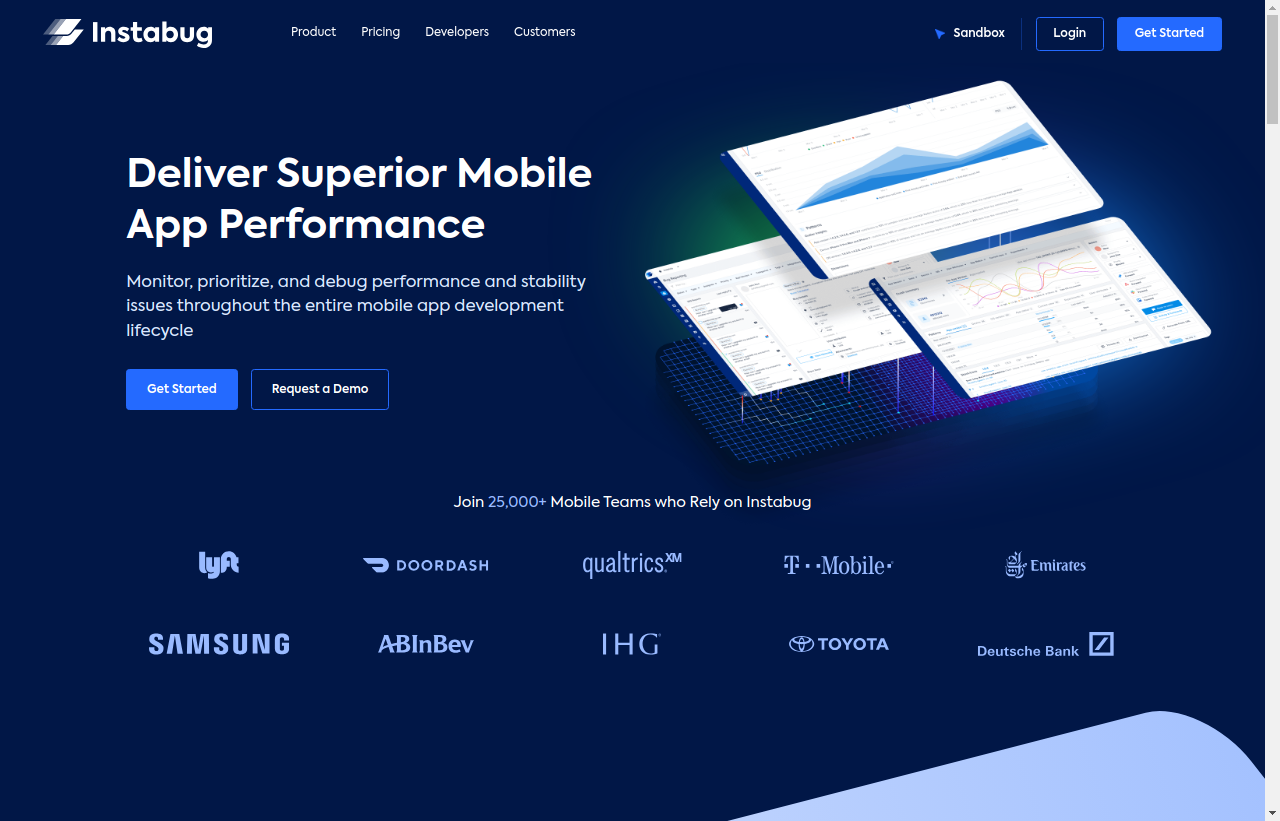 Instabug
Product
Pricing
Developers
Customers
Sandbox
Login
Get Started
Deliver Superior Mobile
App Performance
Monitor, prioritize, and debug performance and stability
issues throughout the entire mobile app development
lifecycle
Get Started
Request a Demo
Join 25,000+ Mobile Teams who Rely on Instabug
lyft
DOORDASH
qualtrics XM
T Mobile
Emirates
SAMSUNG
ABInBev
IHG
TOYOTA
Deutsche Bank